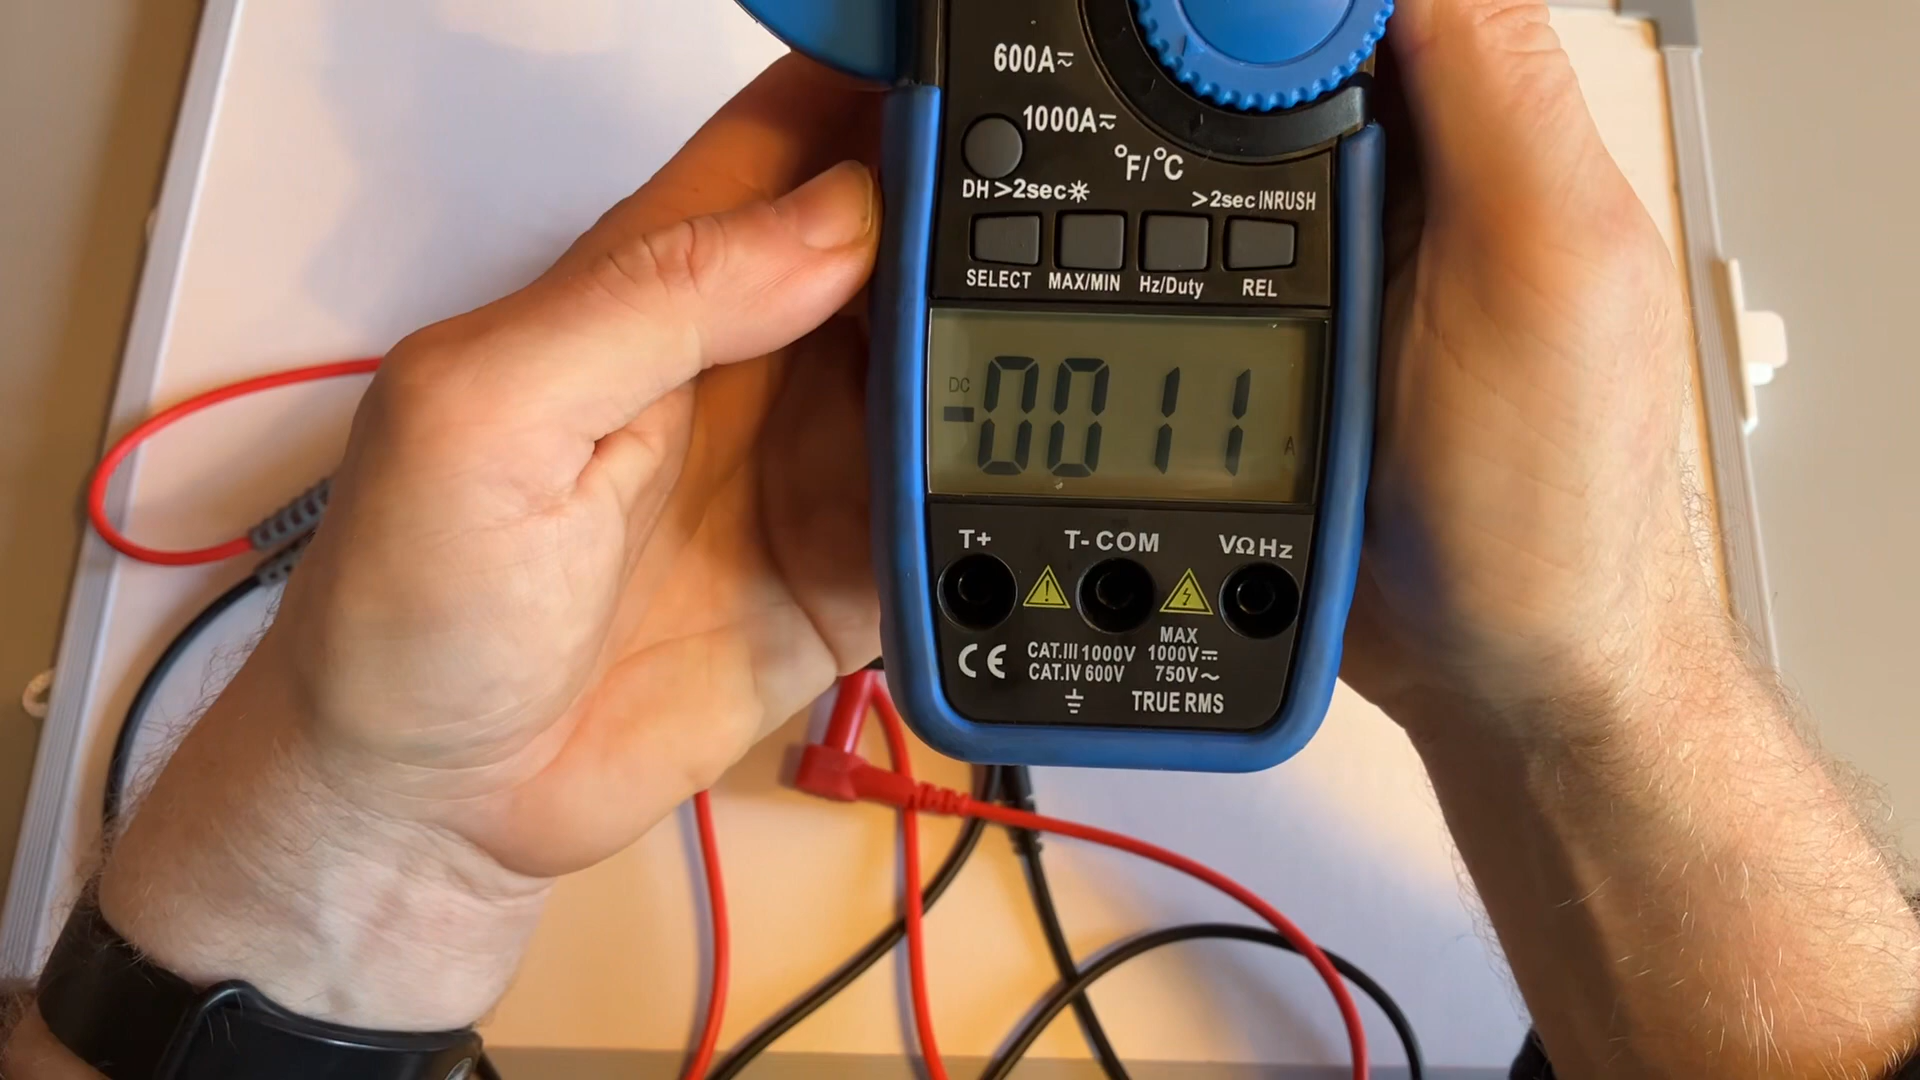 600A⎓~
1000A⎓~
°F/°C
DH >2sec☀ >2sec INRUSH
SELECT MAX/MIN Hz/Duty REL
DC
-0011
A
T+ T- COM VΩHz
CE CAT.III 1000V
CAT.IV 600V
MAX
1000V⎓
750V~
TRUE RMS